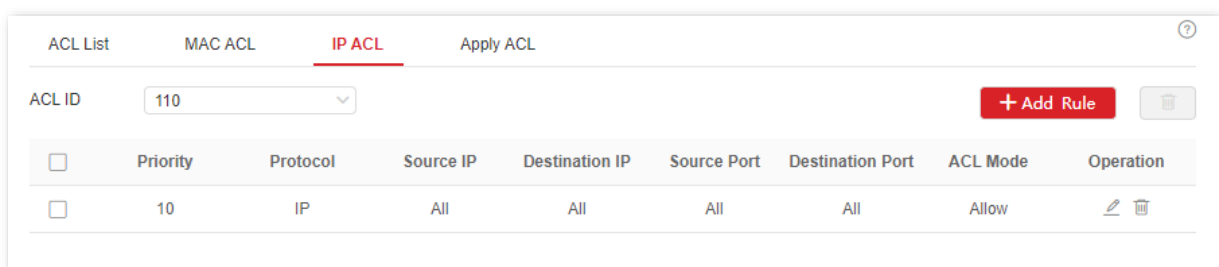 ACL List MAC ACL IP ACL Apply ACL ?
ACL ID 110 + Add Rule
Priority Protocol Source IP Destination IP Source Port Destination Port ACL Mode Operation
10 IP All All All All Allow